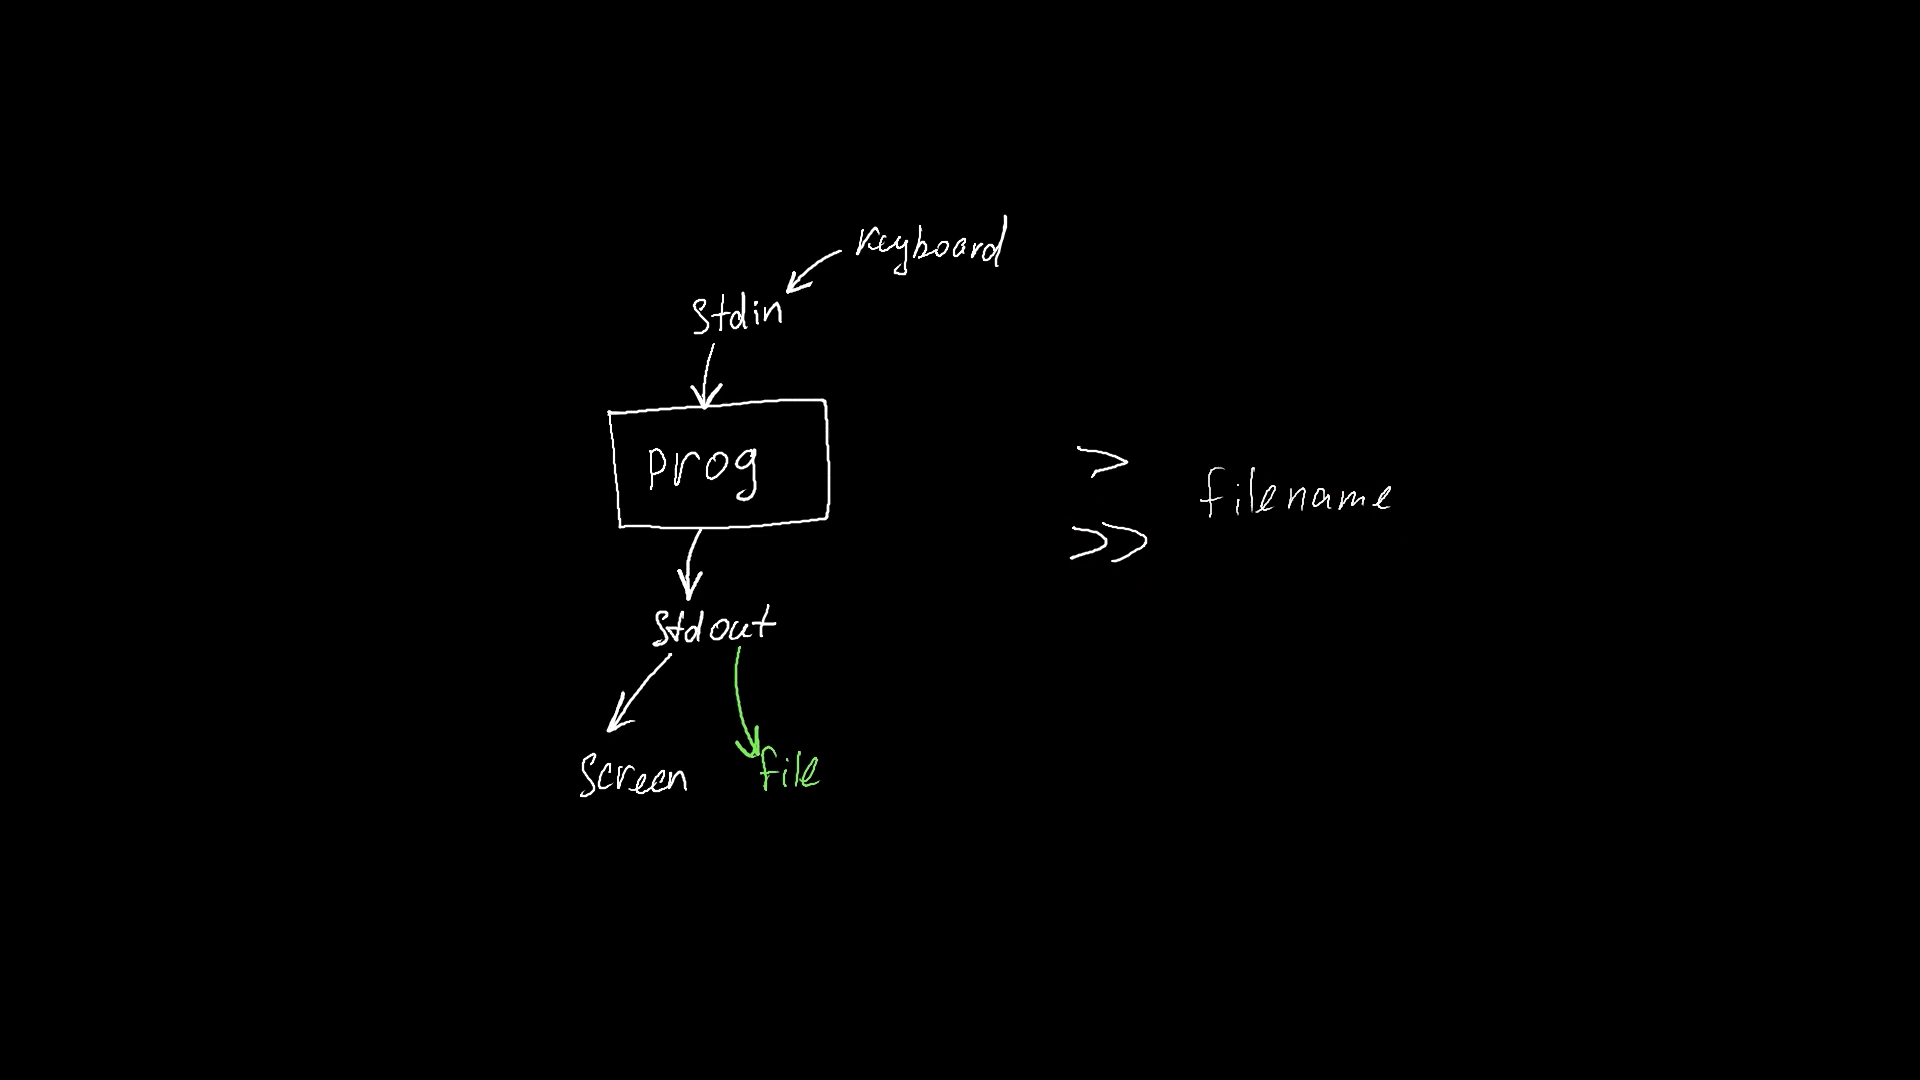 keyboard
Stdin
prog
>
filename
>>
Stdout
Screen
file